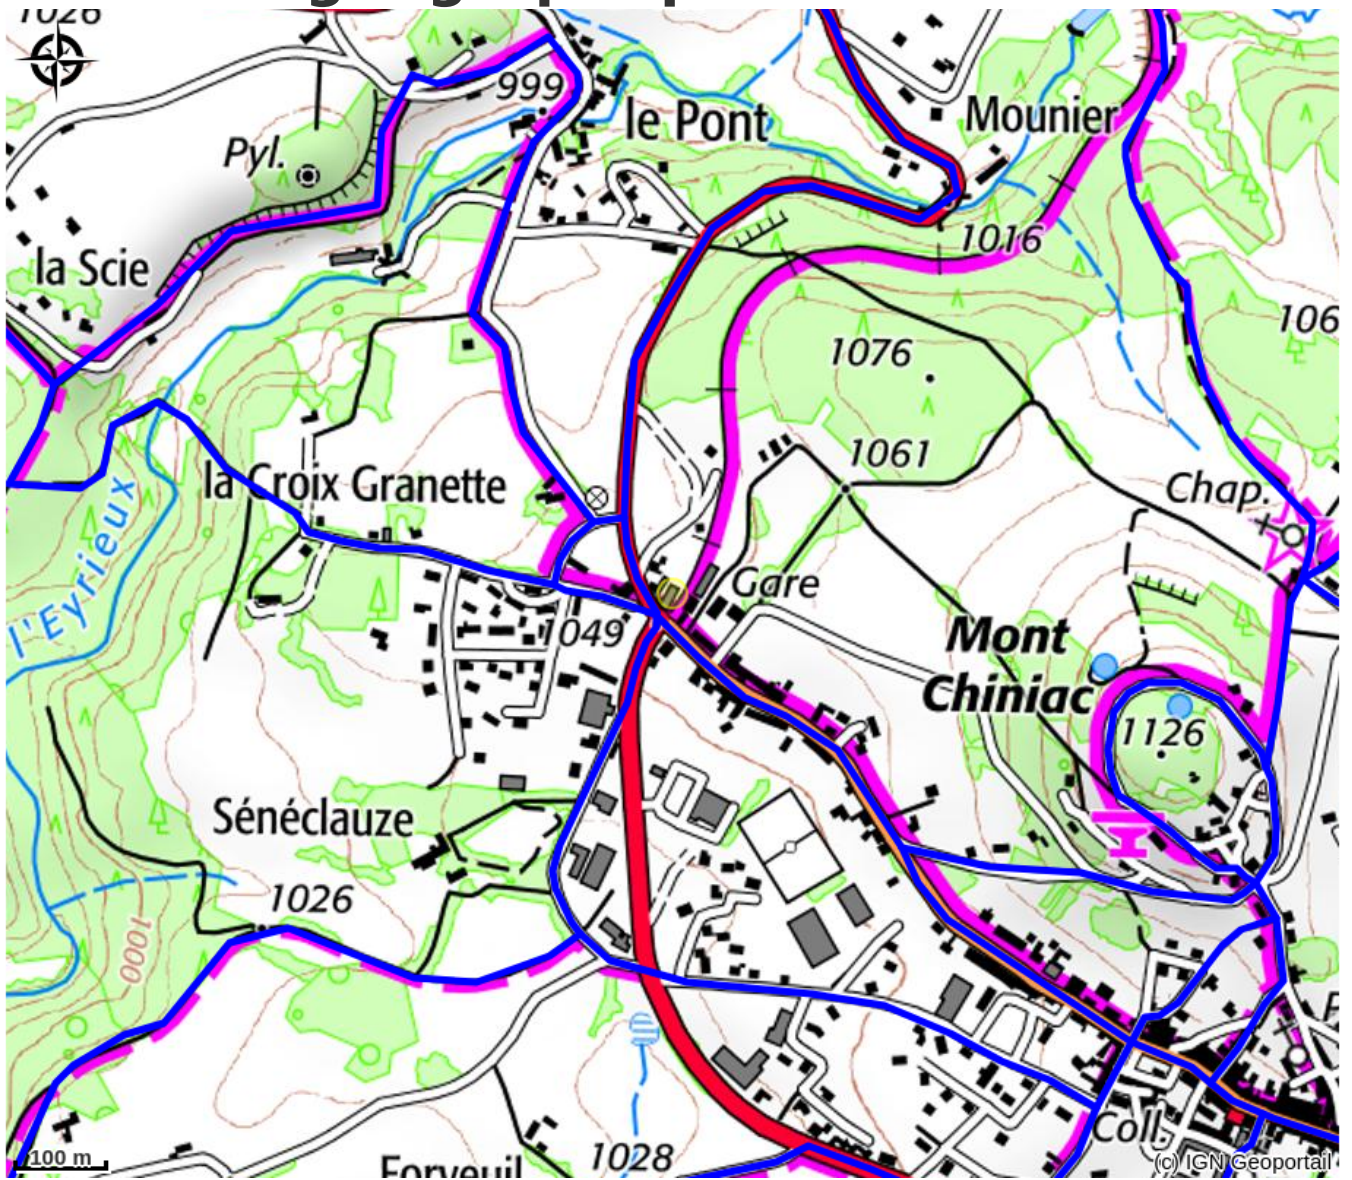 1026
999
le Pont
Mounier
Pyl.
1016
la Scie
106
1076
1061
la Croix Granette
Chap.
l'Eyrieux
Gare
1049
Mont
Chiniac
1126
Sénéclauze
1026
1000
Coll.
1028
100 m
(c) IGN Geoportail